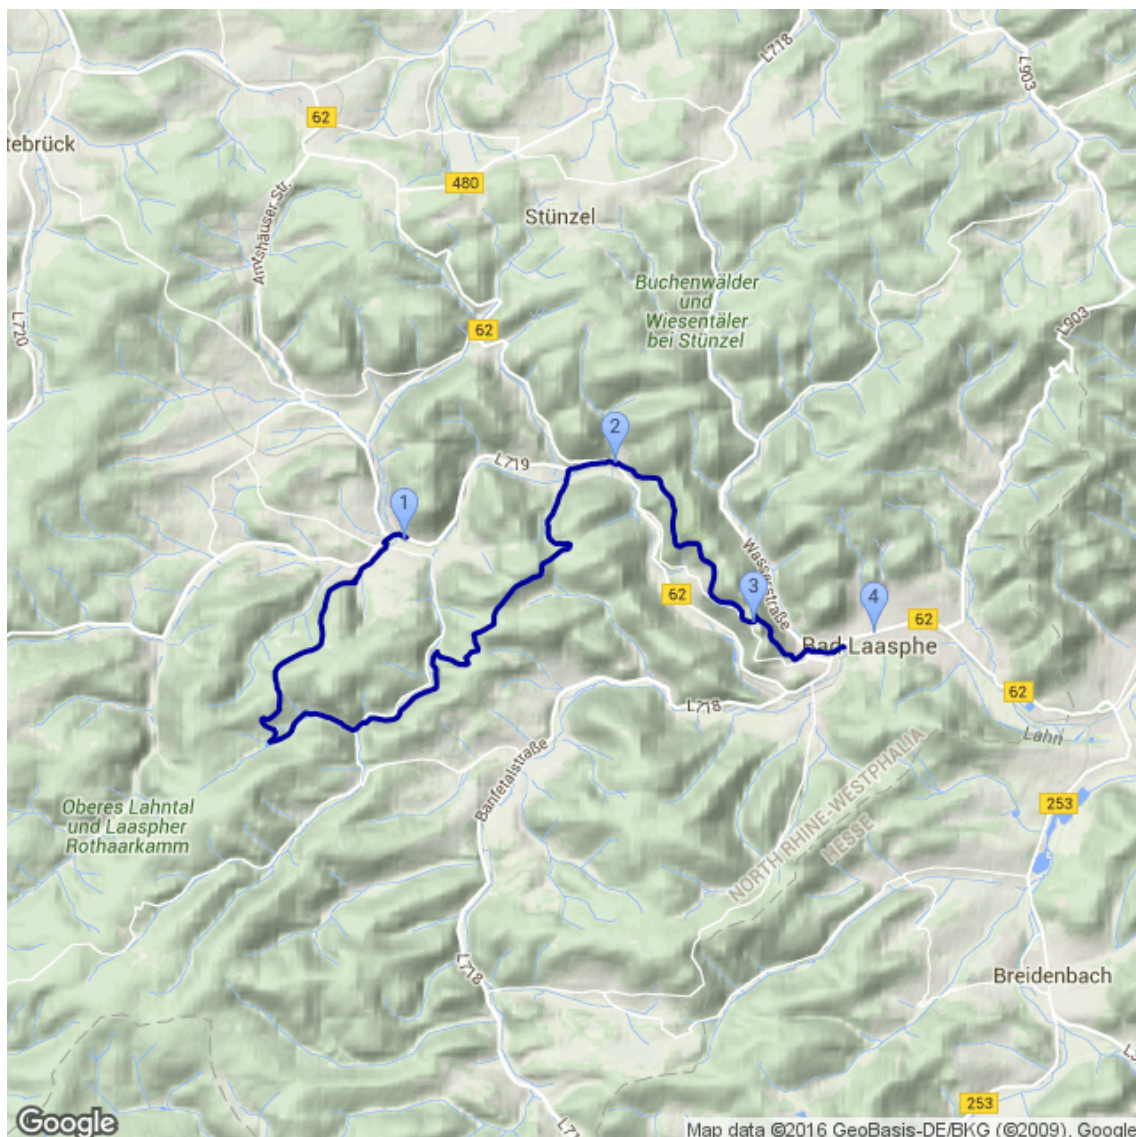 L718
L903
62
tebrück
480
Amtshäuser Str.
Stünzel
Buchenwälder
und
Wiesentäler
bei Stünzel
L720
62
L903
2
L719
1
Wasserstraße
3
62
4
62
Bad Laasphe
62
L718
Lahn
Banfetalstraße
NORTH RHINE-WESTPHALIA
HESSE
253
Oberes Lahntal
und Laaspher
Rothaarkamm
L718
Breidenbach
253
Google
Map data ©2016 GeoBasis-DE/BKG (©2009), Google